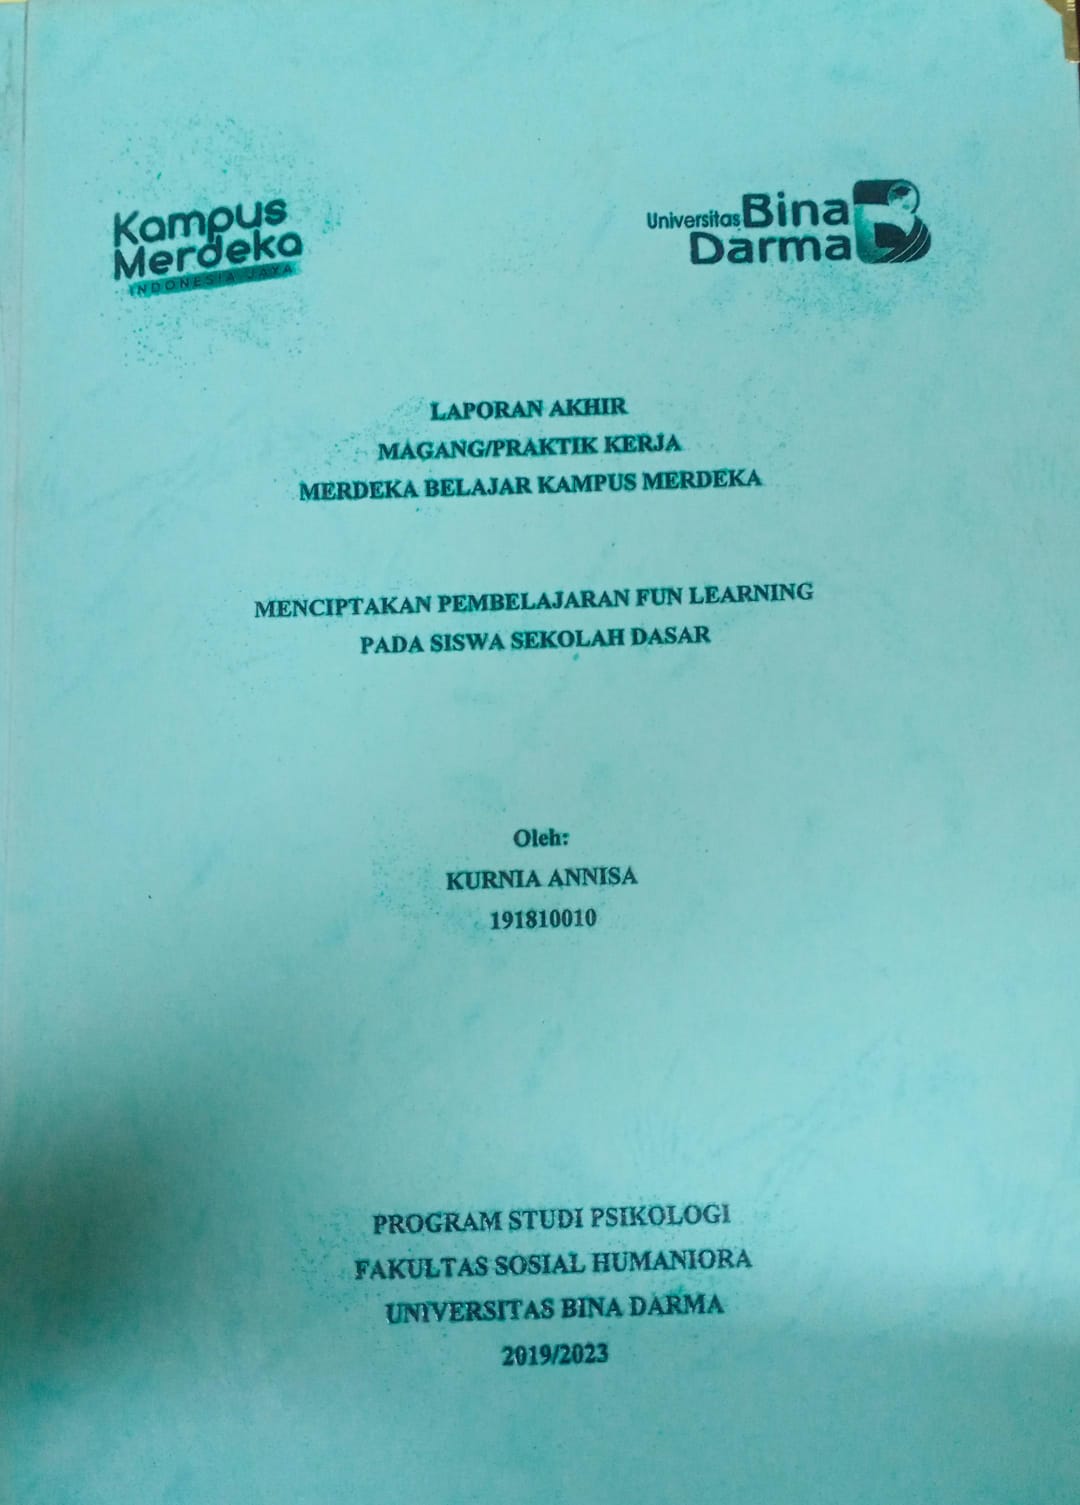 Kampus
Merdeka
INDONESIA JAYA
Universitas Bina
Darma
LAPORAN AKHIR
MAGANG/PRAKTIK KERJA
MERDEKA BELAJAR KAMPUS MERDEKA
MENCIPTAKAN PEMBELAJARAN FUN LEARNING
PADA SISWA SEKOLAH DASAR
Oleh:
KURNIA ANNISA
191810010
PROGRAM STUDI PSIKOLOGI
FAKULTAS SOSIAL HUMANIORA
UNIVERSITAS BINA DARMA
2019/2023